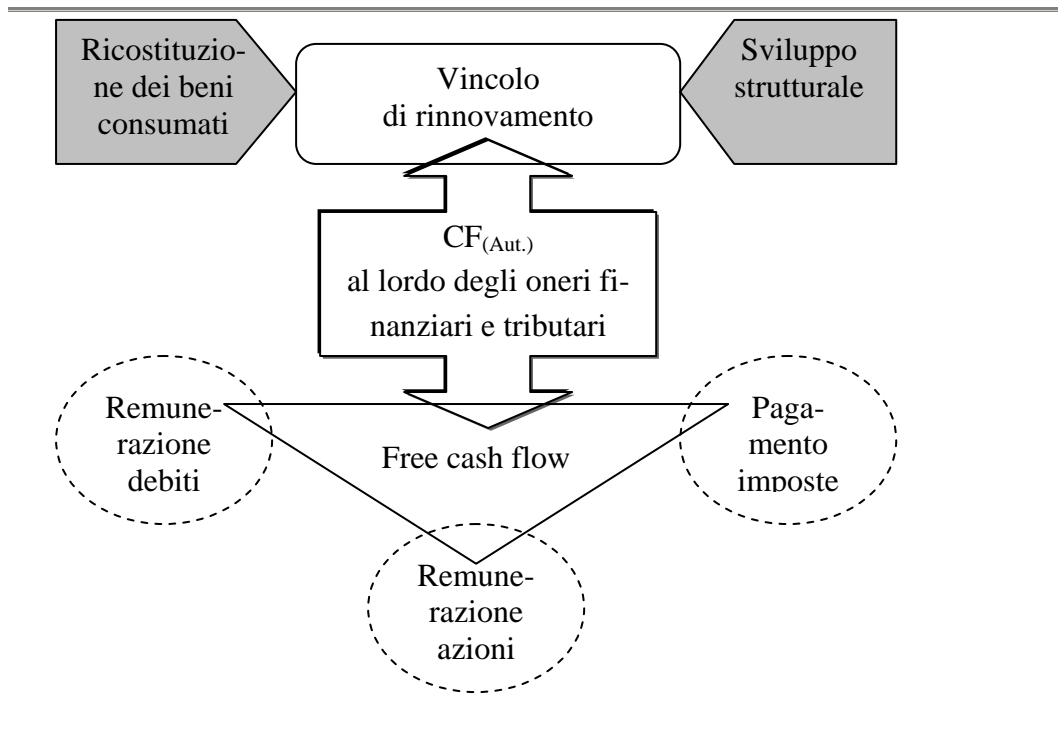 Ricostituzio-
ne dei beni
consumati
Vincolo
di rinnovamento
Sviluppo
strutturale
CF(Aut.)
al lordo degli oneri fi-
nanziari e tributari
Remune-
razione
debiti
Free cash flow
Paga-
mento
imposte
Remune-
razione
azioni